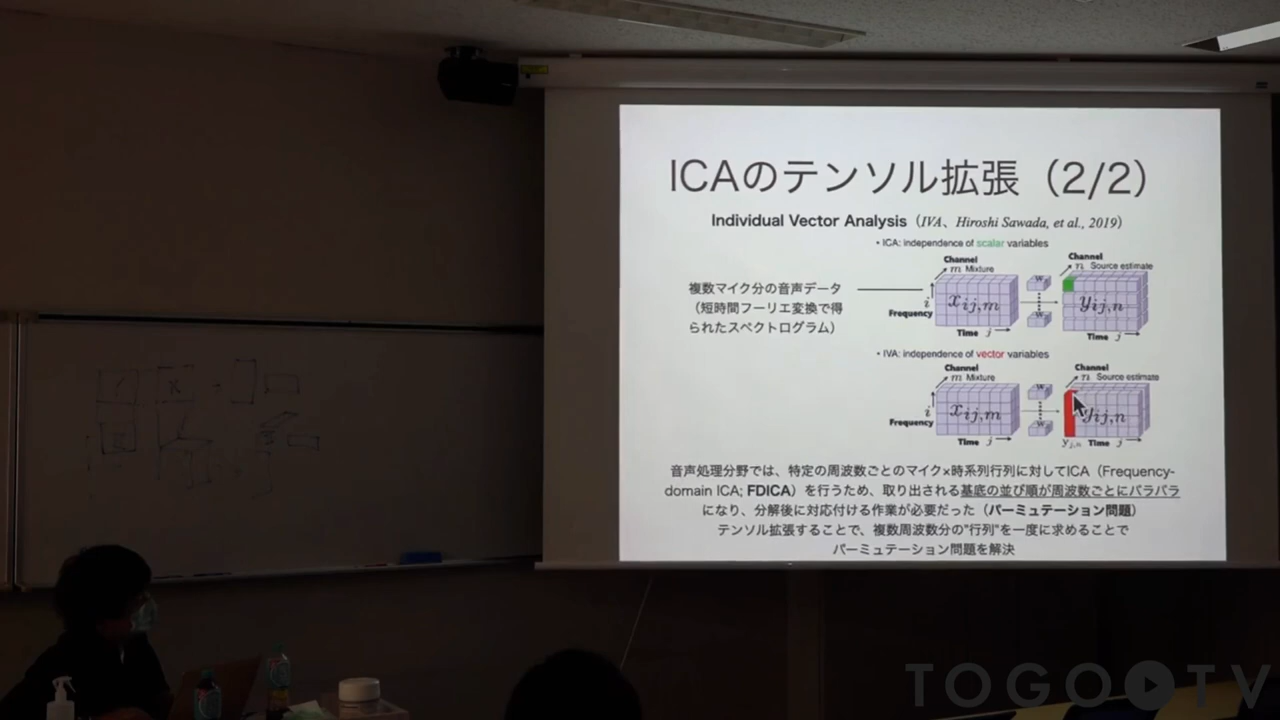 ICAのテンソル拡張（2/2）
Individual Vector Analysis（IVA、Hiroshi Sawada, et al., 2019）
• ICA: independence of scalar variables
複数マイク分の音声データ
（短時間フーリエ変換で得
られたスペクトログラム）
Channel
m Mixture
i
Frequency
x ij,m
Time j
w
w
Channel
n Source estimate
y ij,n
Time j
• IVA: independence of vector variables
Channel
m Mixture
i
Frequency
x ij,m
Time j
w
w
Channel
n Source estimate
y ij,n
y j,n Time j
音声処理分野では、特定の周波数ごとのマイク×時系列行列に対してICA（Frequency-
domain ICA; FDICA）を行うため、取り出される基底の並び順が周波数ごとにバラバラ
になり、分解後に対応付ける作業が必要だった（パーミュテーション問題）
テンソル拡張することで、複数周波数分の"行列"を一度に求めることで
パーミュテーション問題を解決
TOGO TV